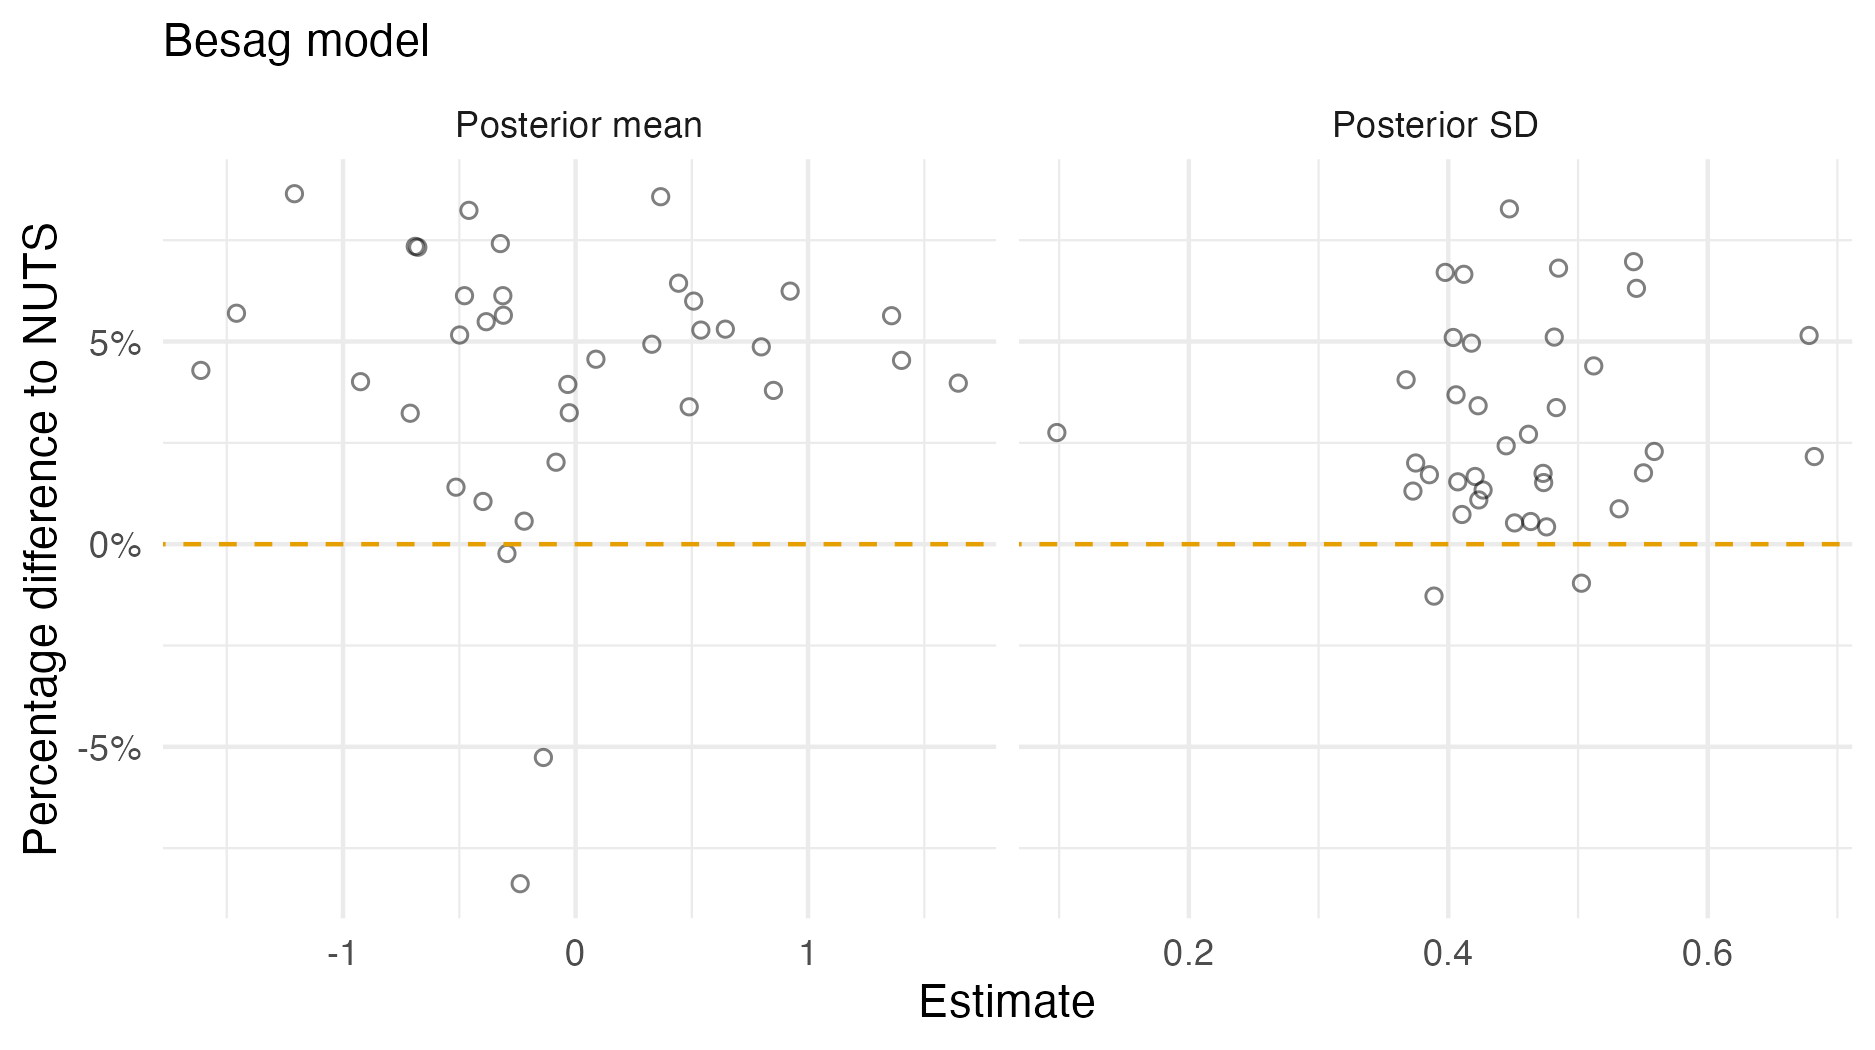 Besag model
Posterior mean
Posterior SD
Percentage difference to NUTS
5%
0%
-5%
-1
0
1
0.2
0.4
0.6
Estimate